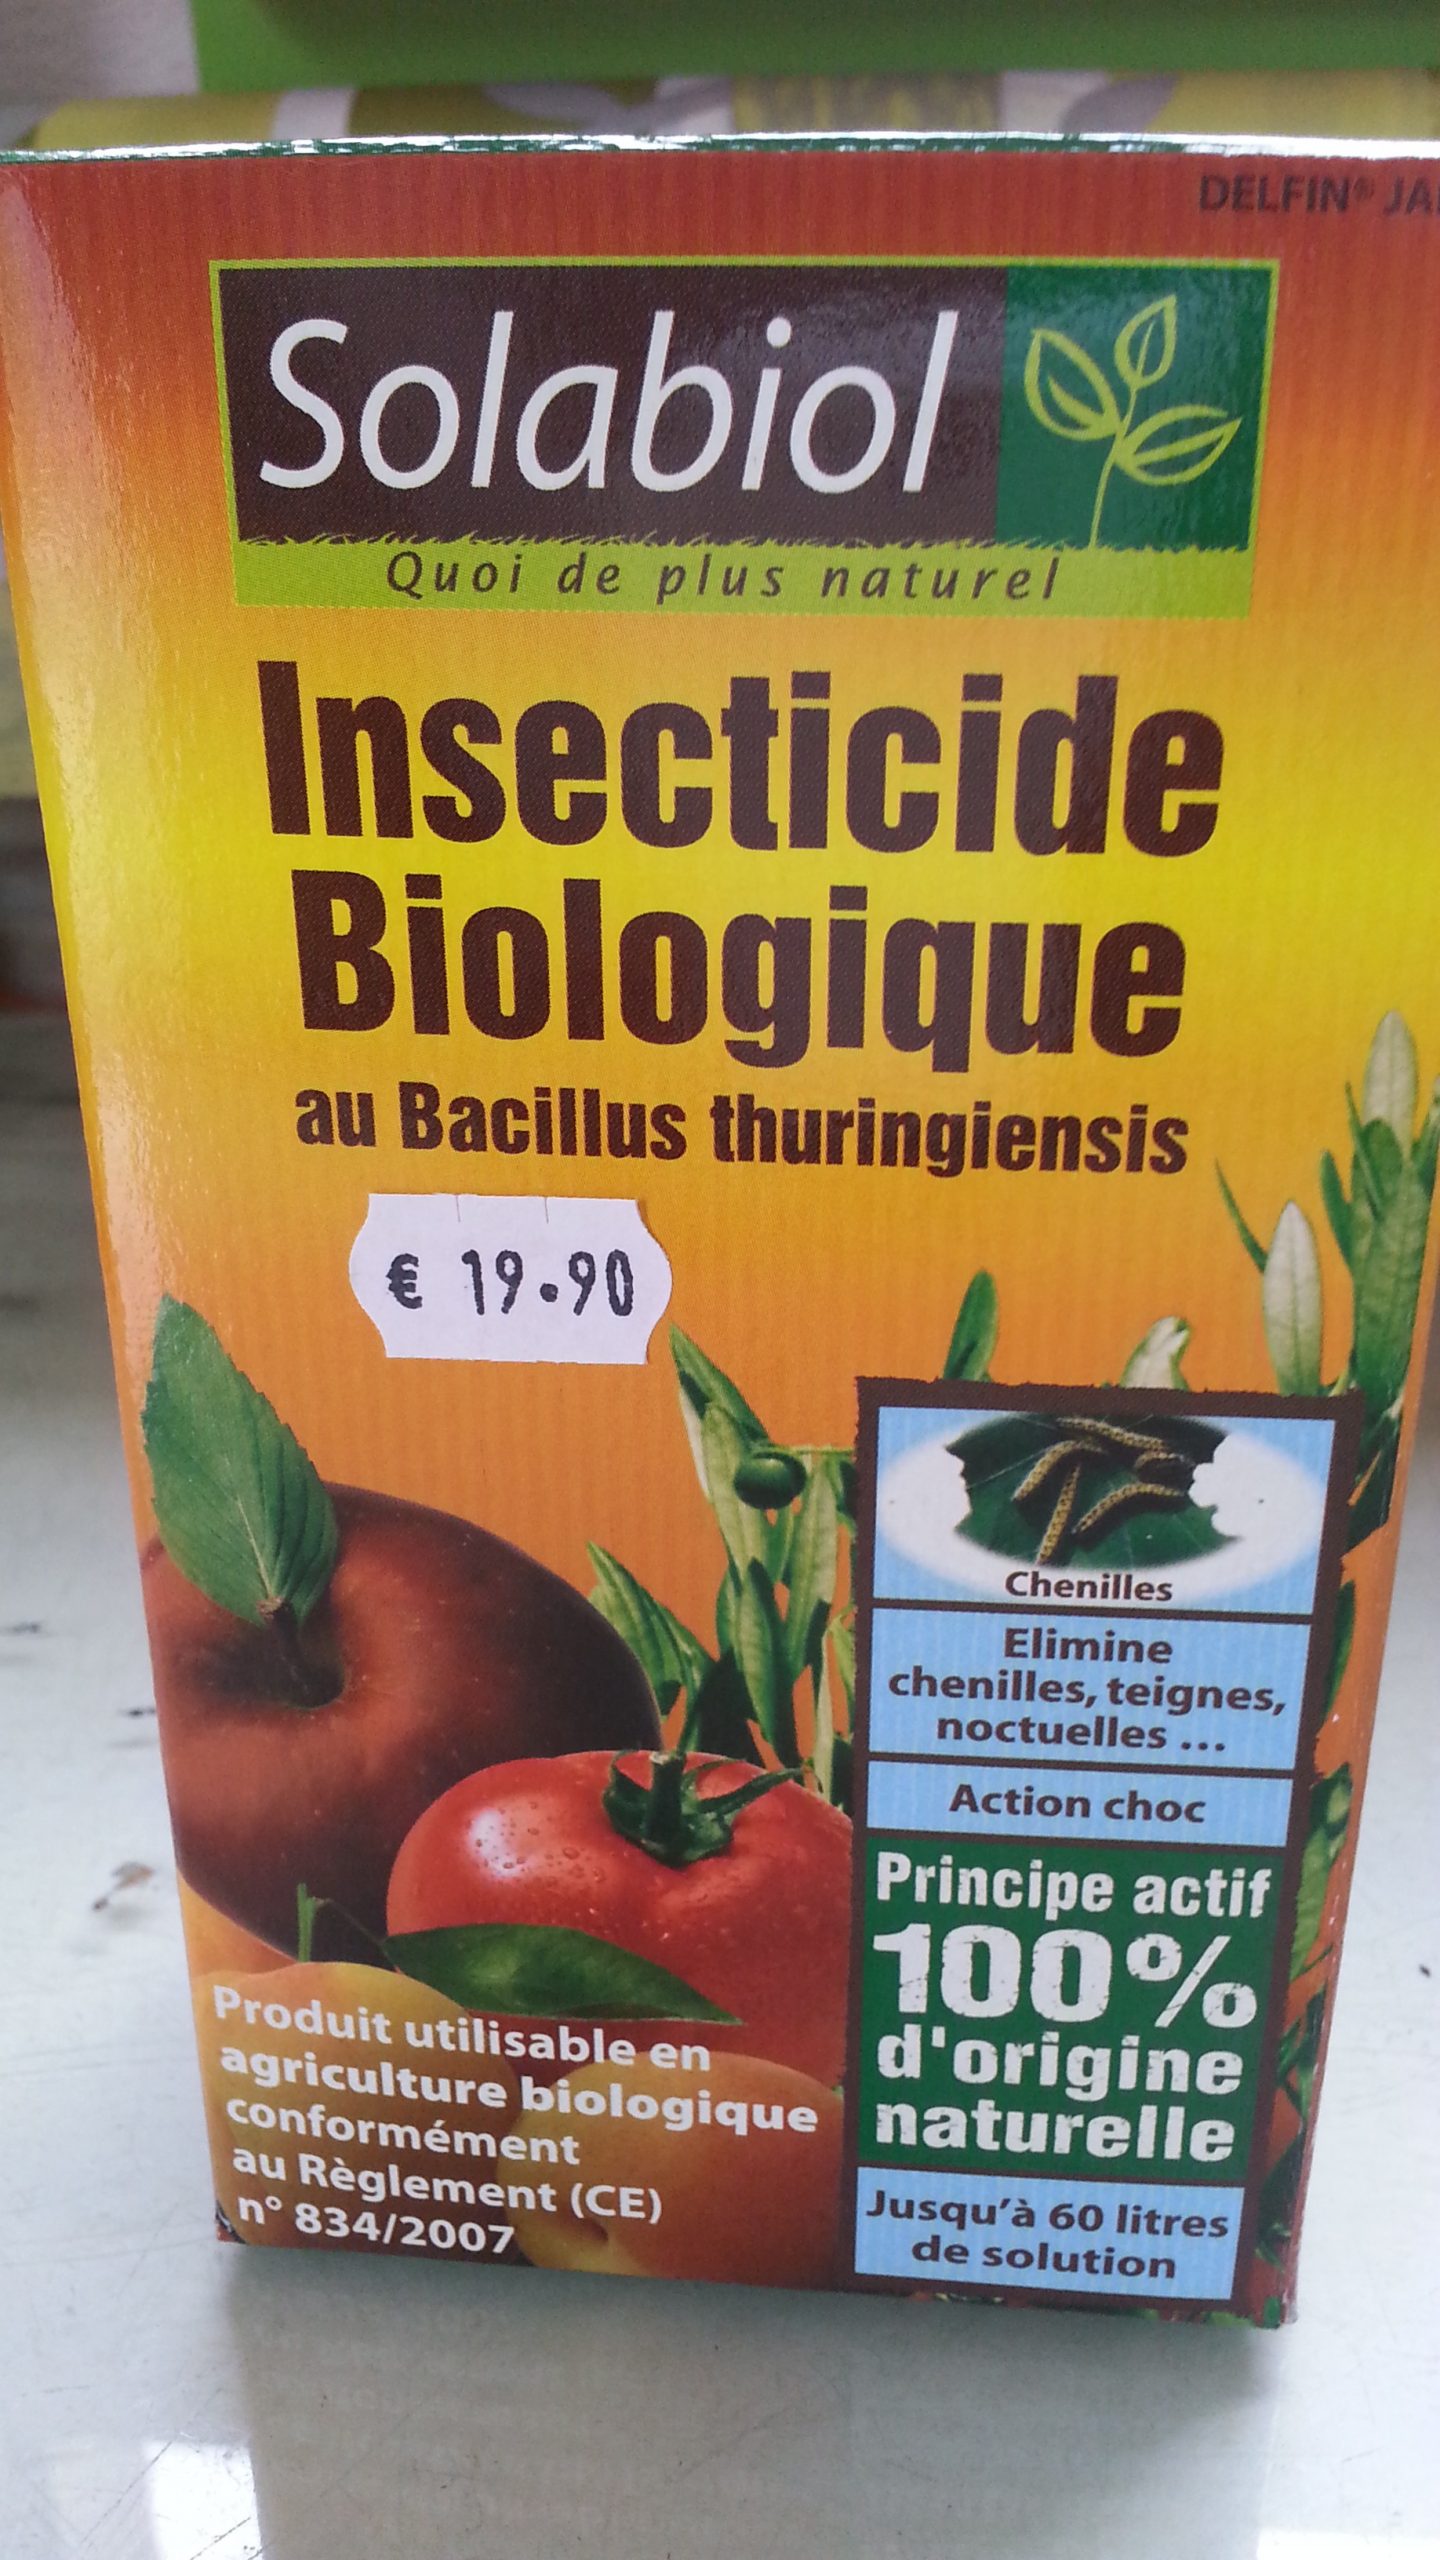 DELFIN®
Solabiol
Quoi de plus naturel
Insecticide
Biologique
au Bacillus thuringiensis
€ 19.90
Chenilles
Elimine
chenilles, teignes,
noctuelles ...
Action choc
Principe actif
100%
d'origine
naturelle
Jusqu'à 60 litres
de solution
Produit utilisable en
agriculture biologique
conformément
au Règlement (CE)
n° 834/2007